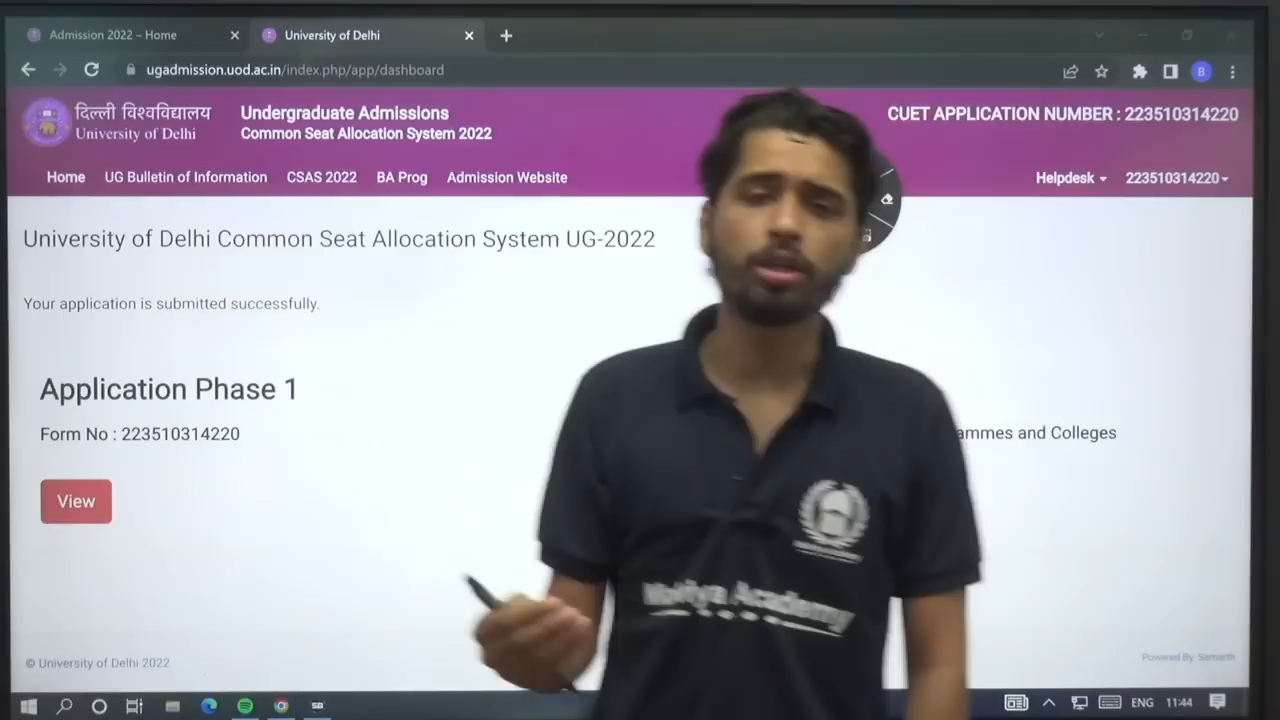 Admission 2022 – Home
University of Delhi
ugadmission.uod.ac.in/index.php/app/dashboard
B
दिल्ली विश्वविद्यालय
University of Delhi
Undergraduate Admissions
Common Seat Allocation System 2022
CUET APPLICATION NUMBER : 223510314220
Home UG Bulletin of Information CSAS 2022 BA Prog Admission Website Helpdesk 223510314220
University of Delhi Common Seat Allocation System UG-2022
Your application is submitted successfully.
Application Phase 1
Form No : 223510314220
ammes and Colleges
View
Academy
© University of Delhi 2022
Powered By Samarth
ENG 11:44